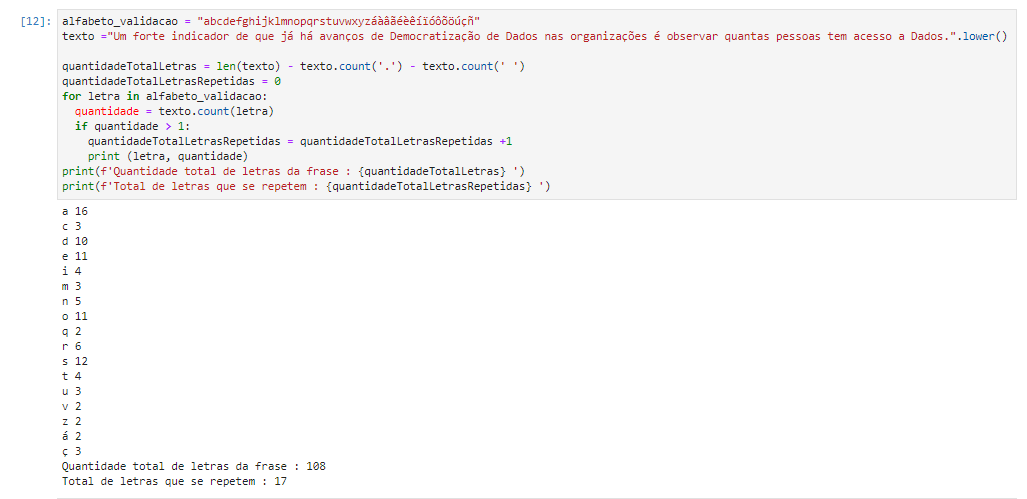 [12]: alfabeto_validacao = "abcdefghijklmnopqrstuvwxyzáàâãéèêíïóôõöúçñ"
texto ="Um forte indicador de que já há avanços de Democratização de Dados nas organizações é observar quantas pessoas tem acesso a Dados.".lower()
quantidadeTotalLetras = len(texto) - texto.count('.') - texto.count(' ')
quantidadeTotalLetrasRepetidas = 0
for letra in alfabeto_validacao:
quantidade = texto.count(letra)
if quantidade > 1:
quantidadeTotalLetrasRepetidas = quantidadeTotalLetrasRepetidas +1
print (letra, quantidade)
print(f'Quantidade total de letras da frase : {quantidadeTotalLetras} ')
print(f'Total de letras que se repetem : {quantidadeTotalLetrasRepetidas} ')
a 16
c 3
d 10
e 11
i 4
m 3
n 5
o 11
q 2
r 6
s 12
t 4
u 3
v 2
z 2
á 2
ç 3
Quantidade total de letras da frase : 108
Total de letras que se repetem : 17